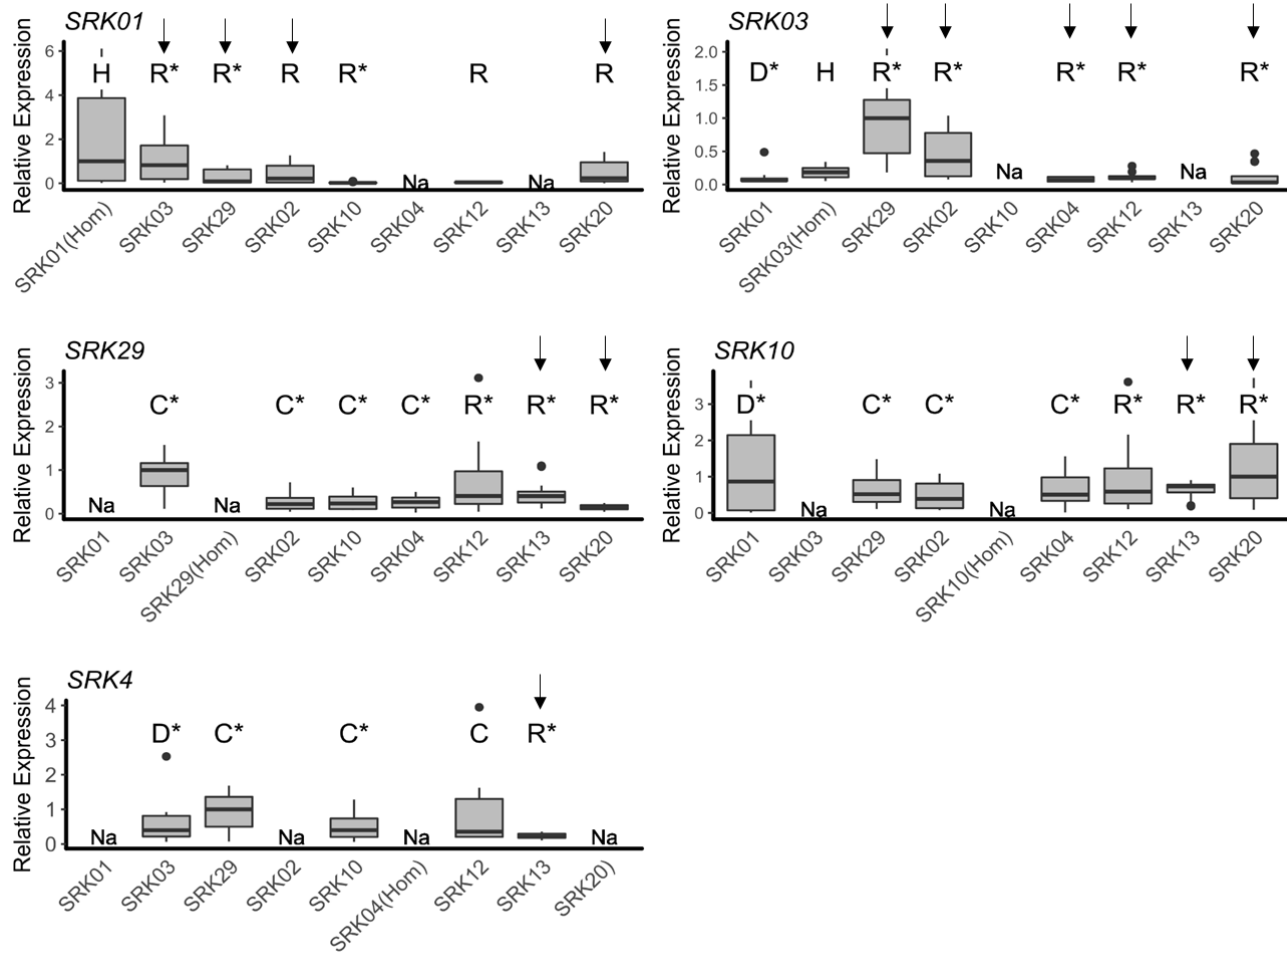 SRK01
Relative Expression
6
4
2
0
H R* R* R R* R R
Na Na
SRK01(Hom) SRK03 SRK29 SRK02 SRK10 SRK04 SRK12 SRK13 SRK20
SRK03
Relative Expression
2.0
1.5
1.0
0.5
0.0
D* H R* R* R* R* R*
Na Na
SRK01 SRK03(Hom) SRK29 SRK02 SRK10 SRK04 SRK12 SRK13 SRK20
SRK29
Relative Expression
3
2
1
0
C* C* C* C* R* R* R*
Na Na
SRK01 SRK03 SRK29(Hom) SRK02 SRK10 SRK04 SRK12 SRK13 SRK20
SRK10
Relative Expression
3
2
1
0
D* C* C* C* R* R* R*
Na Na
SRK01 SRK03 SRK29 SRK02 SRK10(Hom) SRK04 SRK12 SRK13 SRK20
SRK4
Relative Expression
4
3
2
1
0
D* C* C* C R*
Na Na Na Na
SRK01 SRK03 SRK29 SRK02 SRK10 SRK04(Hom) SRK12 SRK13 SRK20)